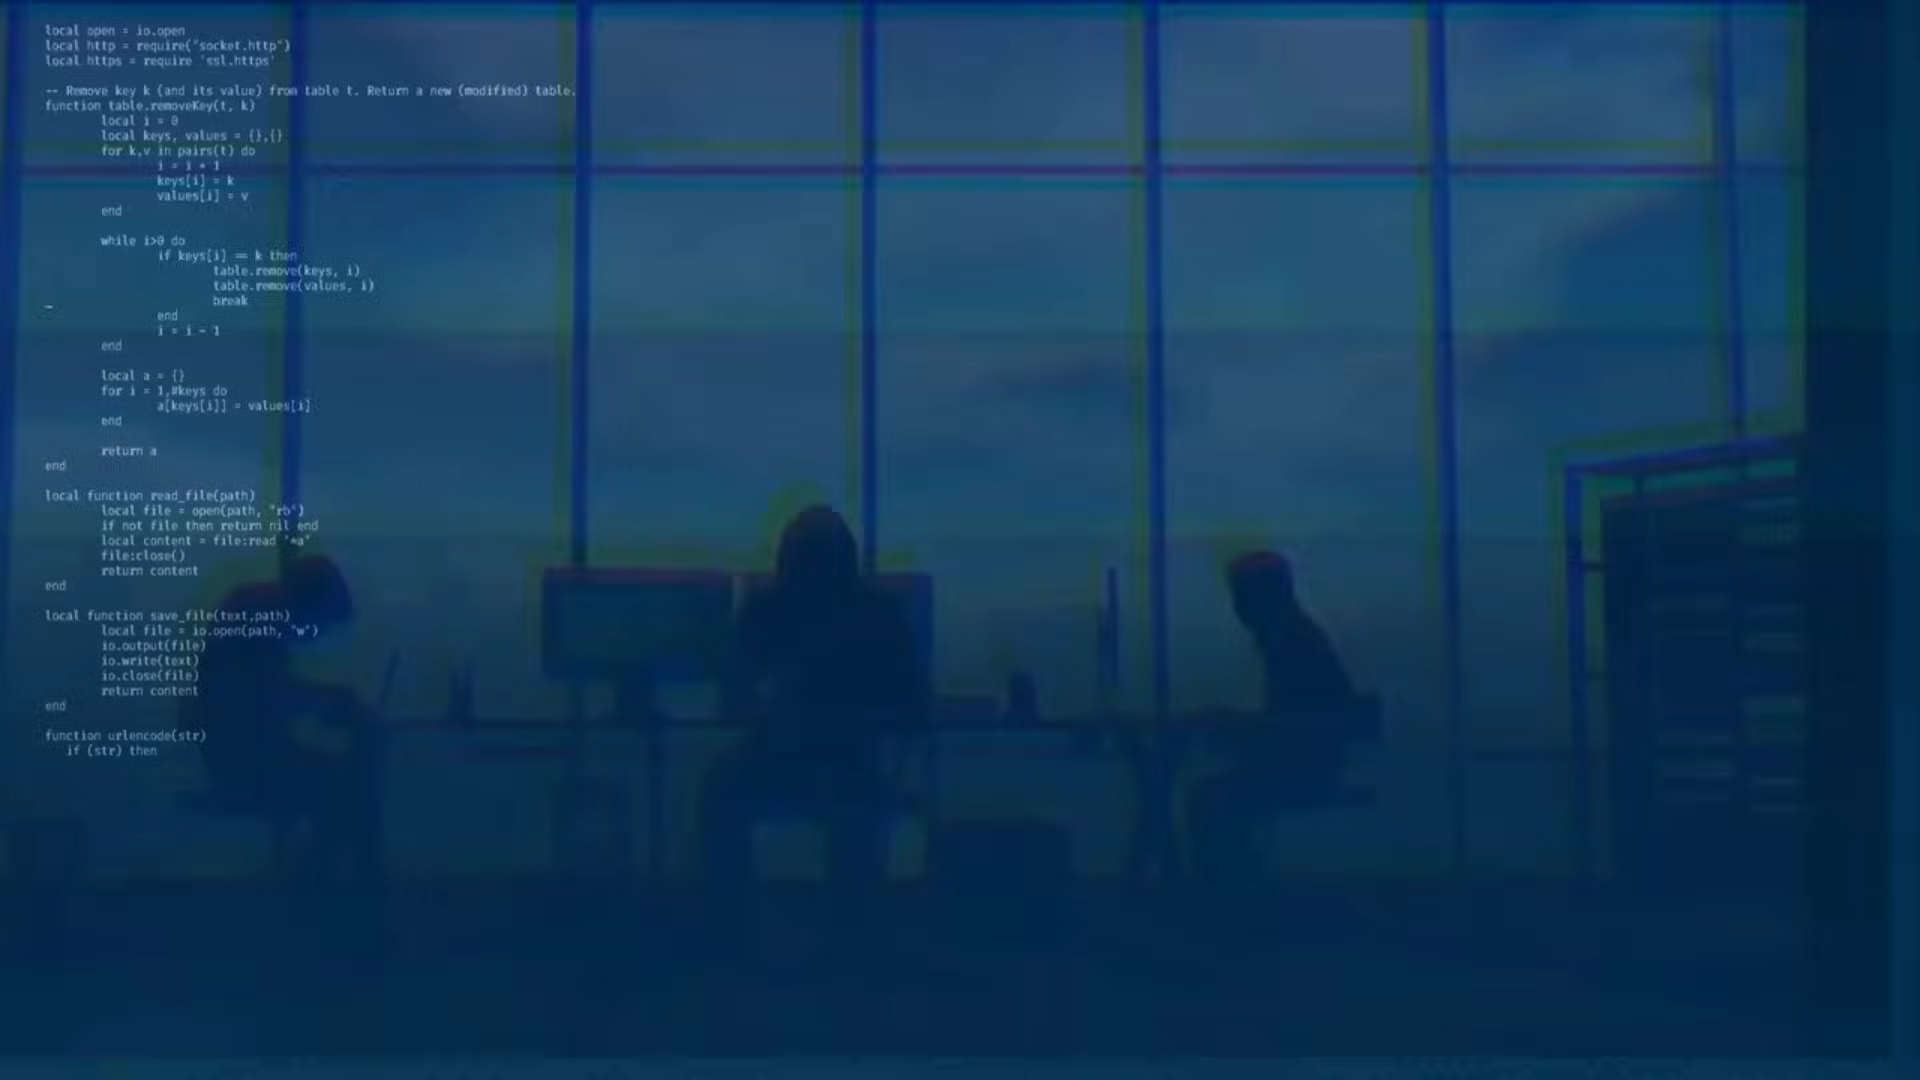 local open = io.open
local http = require("socket.http")
local https = require 'ssl.https'
-- Remove key k (and its value) from table t. Return a new (modified) table.
function table.removeKey(t, k)
local i = 0
local keys, values = {},{}
for k,v in pairs(t) do
i = i + 1
keys[i] = k
values[i] = v
end
while i>0 do
if keys[i] == k then
table.remove(keys, i)
table.remove(values, i)
break
end
i = i - 1
end
local a = {}
for i = 1,#keys do
a[keys[i]] = values[i]
end
return a
end
local function read_file(path)
local file = open(path, "rb")
if not file then return nil end
local content = file:read "*a"
file:close()
return content
end
local function save_file(text,path)
local file = io.open(path, "w")
io.output(file)
io.write(text)
io.close(file)
return content
end
function urlencode(str)
if (str) then